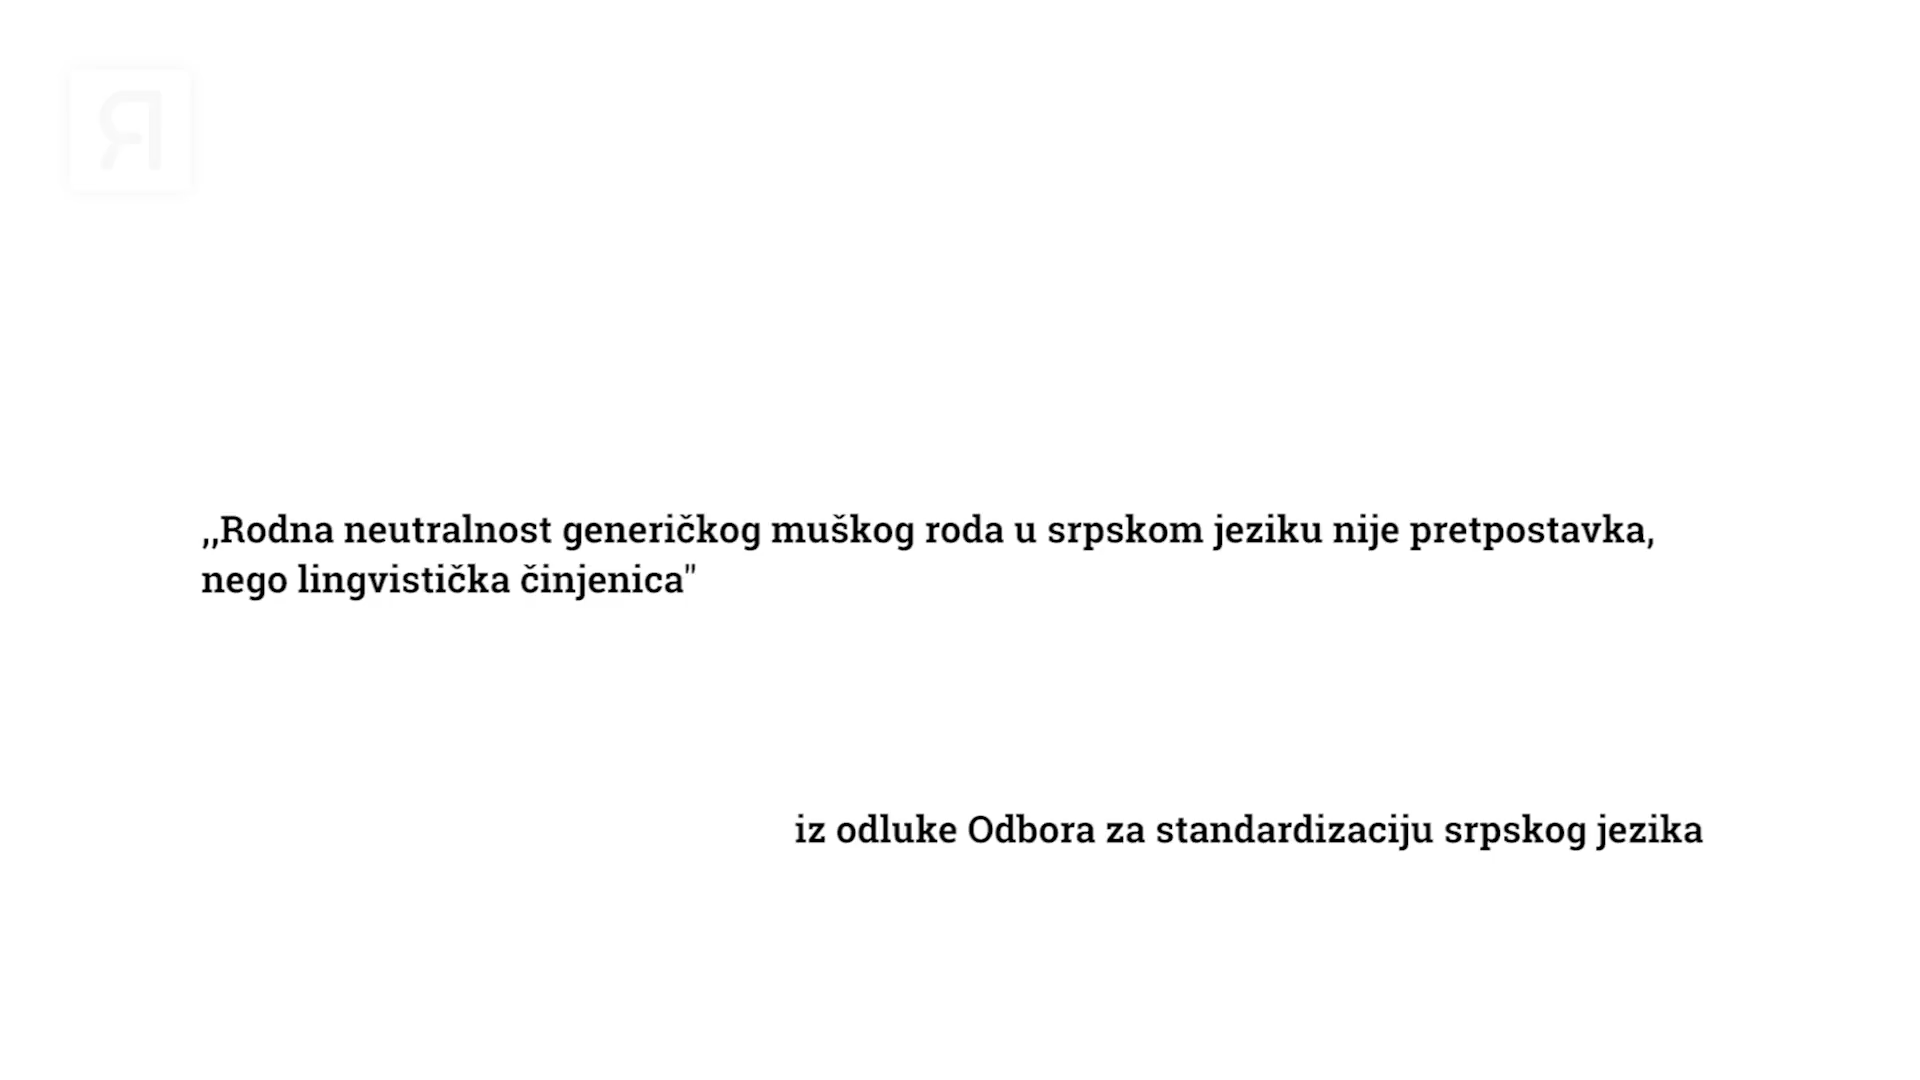 ,,Rodna neutralnost generičkog muškog roda u srpskom jeziku nije pretpostavka,
nego lingvistička činjenica"
iz odluke Odbora za standardizaciju srpskog jezika